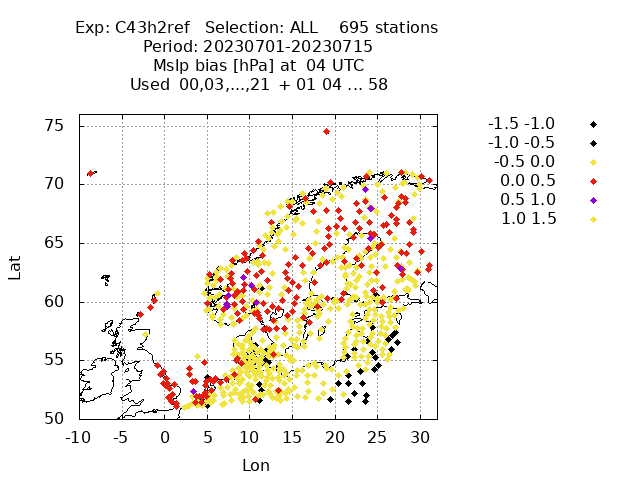 Exp: C43h2ref   Selection: ALL    695 stations
Period: 20230701-20230715
Mslp bias [hPa] at  04 UTC
Used  00,03,...,21  + 01 04 ... 58
-1.5 -1.0
-1.0 -0.5
-0.5 0.0
0.0 0.5
0.5 1.0
1.0 1.5
75
70
65
60
55
50
Lat
-10 -5 0 5 10 15 20 25 30
Lon